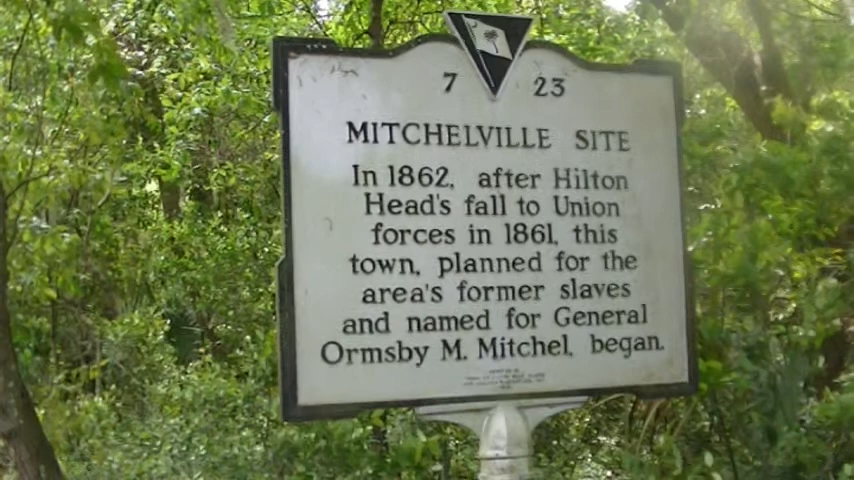 7 23
MITCHELVILLE SITE
In 1862, after Hilton
Head's fall to Union
forces in 1861, this
town, planned for the
area's former slaves
and named for General
Ormsby M. Mitchel, began.